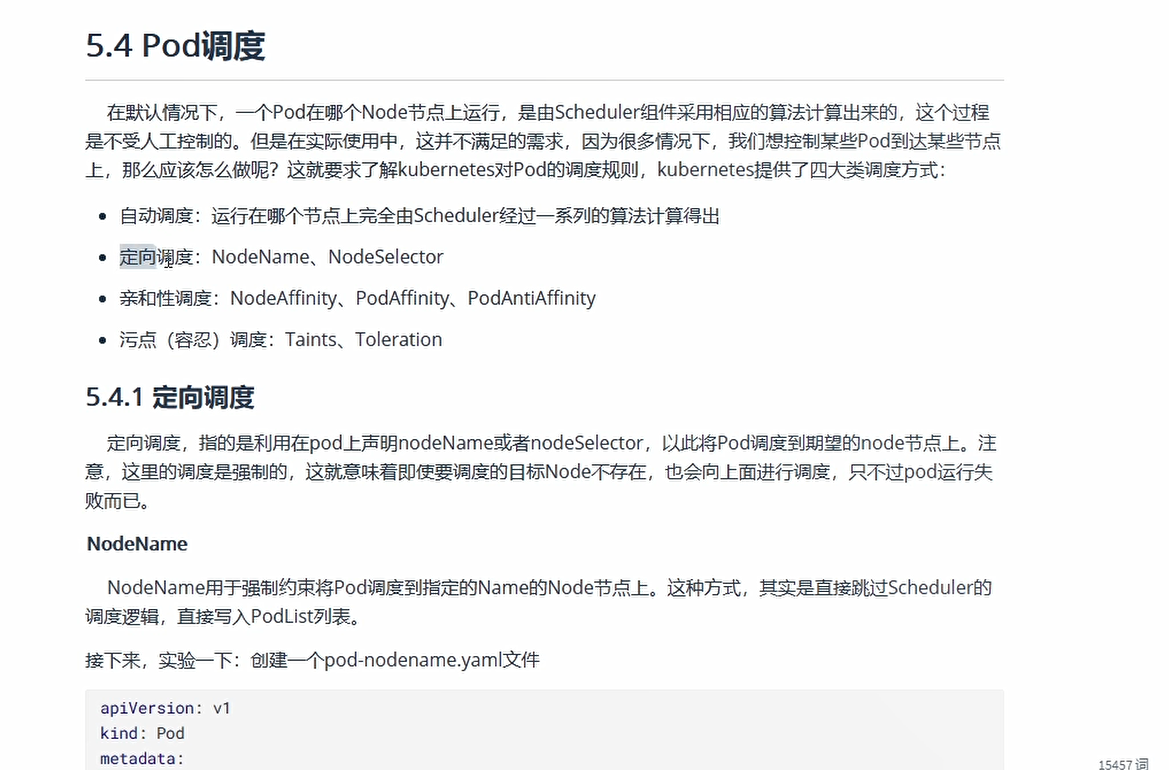 5.4 Pod调度
在默认情况下，一个Pod在哪个Node节点上运行，是由Scheduler组件采用相应的算法计算出来的，这个过程
是不受人工控制的。但是在实际使用中，这并不满足的需求，因为很多情况下，我们想控制某些Pod到达某些节点
上，那么应该怎么做呢？这就要求了解kubernetes对Pod的调度规则，kubernetes提供了四大类调度方式：
• 自动调度：运行在哪个节点上完全由Scheduler经过一系列的算法计算得出
• 定向调度：NodeName、NodeSelector
• 亲和性调度：NodeAffinity、PodAffinity、PodAntiAffinity
• 污点（容忍）调度：Taints、Toleration
5.4.1 定向调度
定向调度，指的是利用在pod上声明nodeName或者nodeSelector，以此将Pod调度到期望的node节点上。注
意，这里的调度是强制的，这就意味着即使要调度的目标Node不存在，也会向上面进行调度，只不过pod运行失
败而已。
NodeName
NodeName用于强制约束将Pod调度到指定的Name的Node节点上。这种方式，其实是直接跳过Scheduler的
调度逻辑，直接写入PodList列表。
接下来，实验一下：创建一个pod-nodename.yaml文件
apiVersion: v1
kind: Pod
metadata:
15457 词